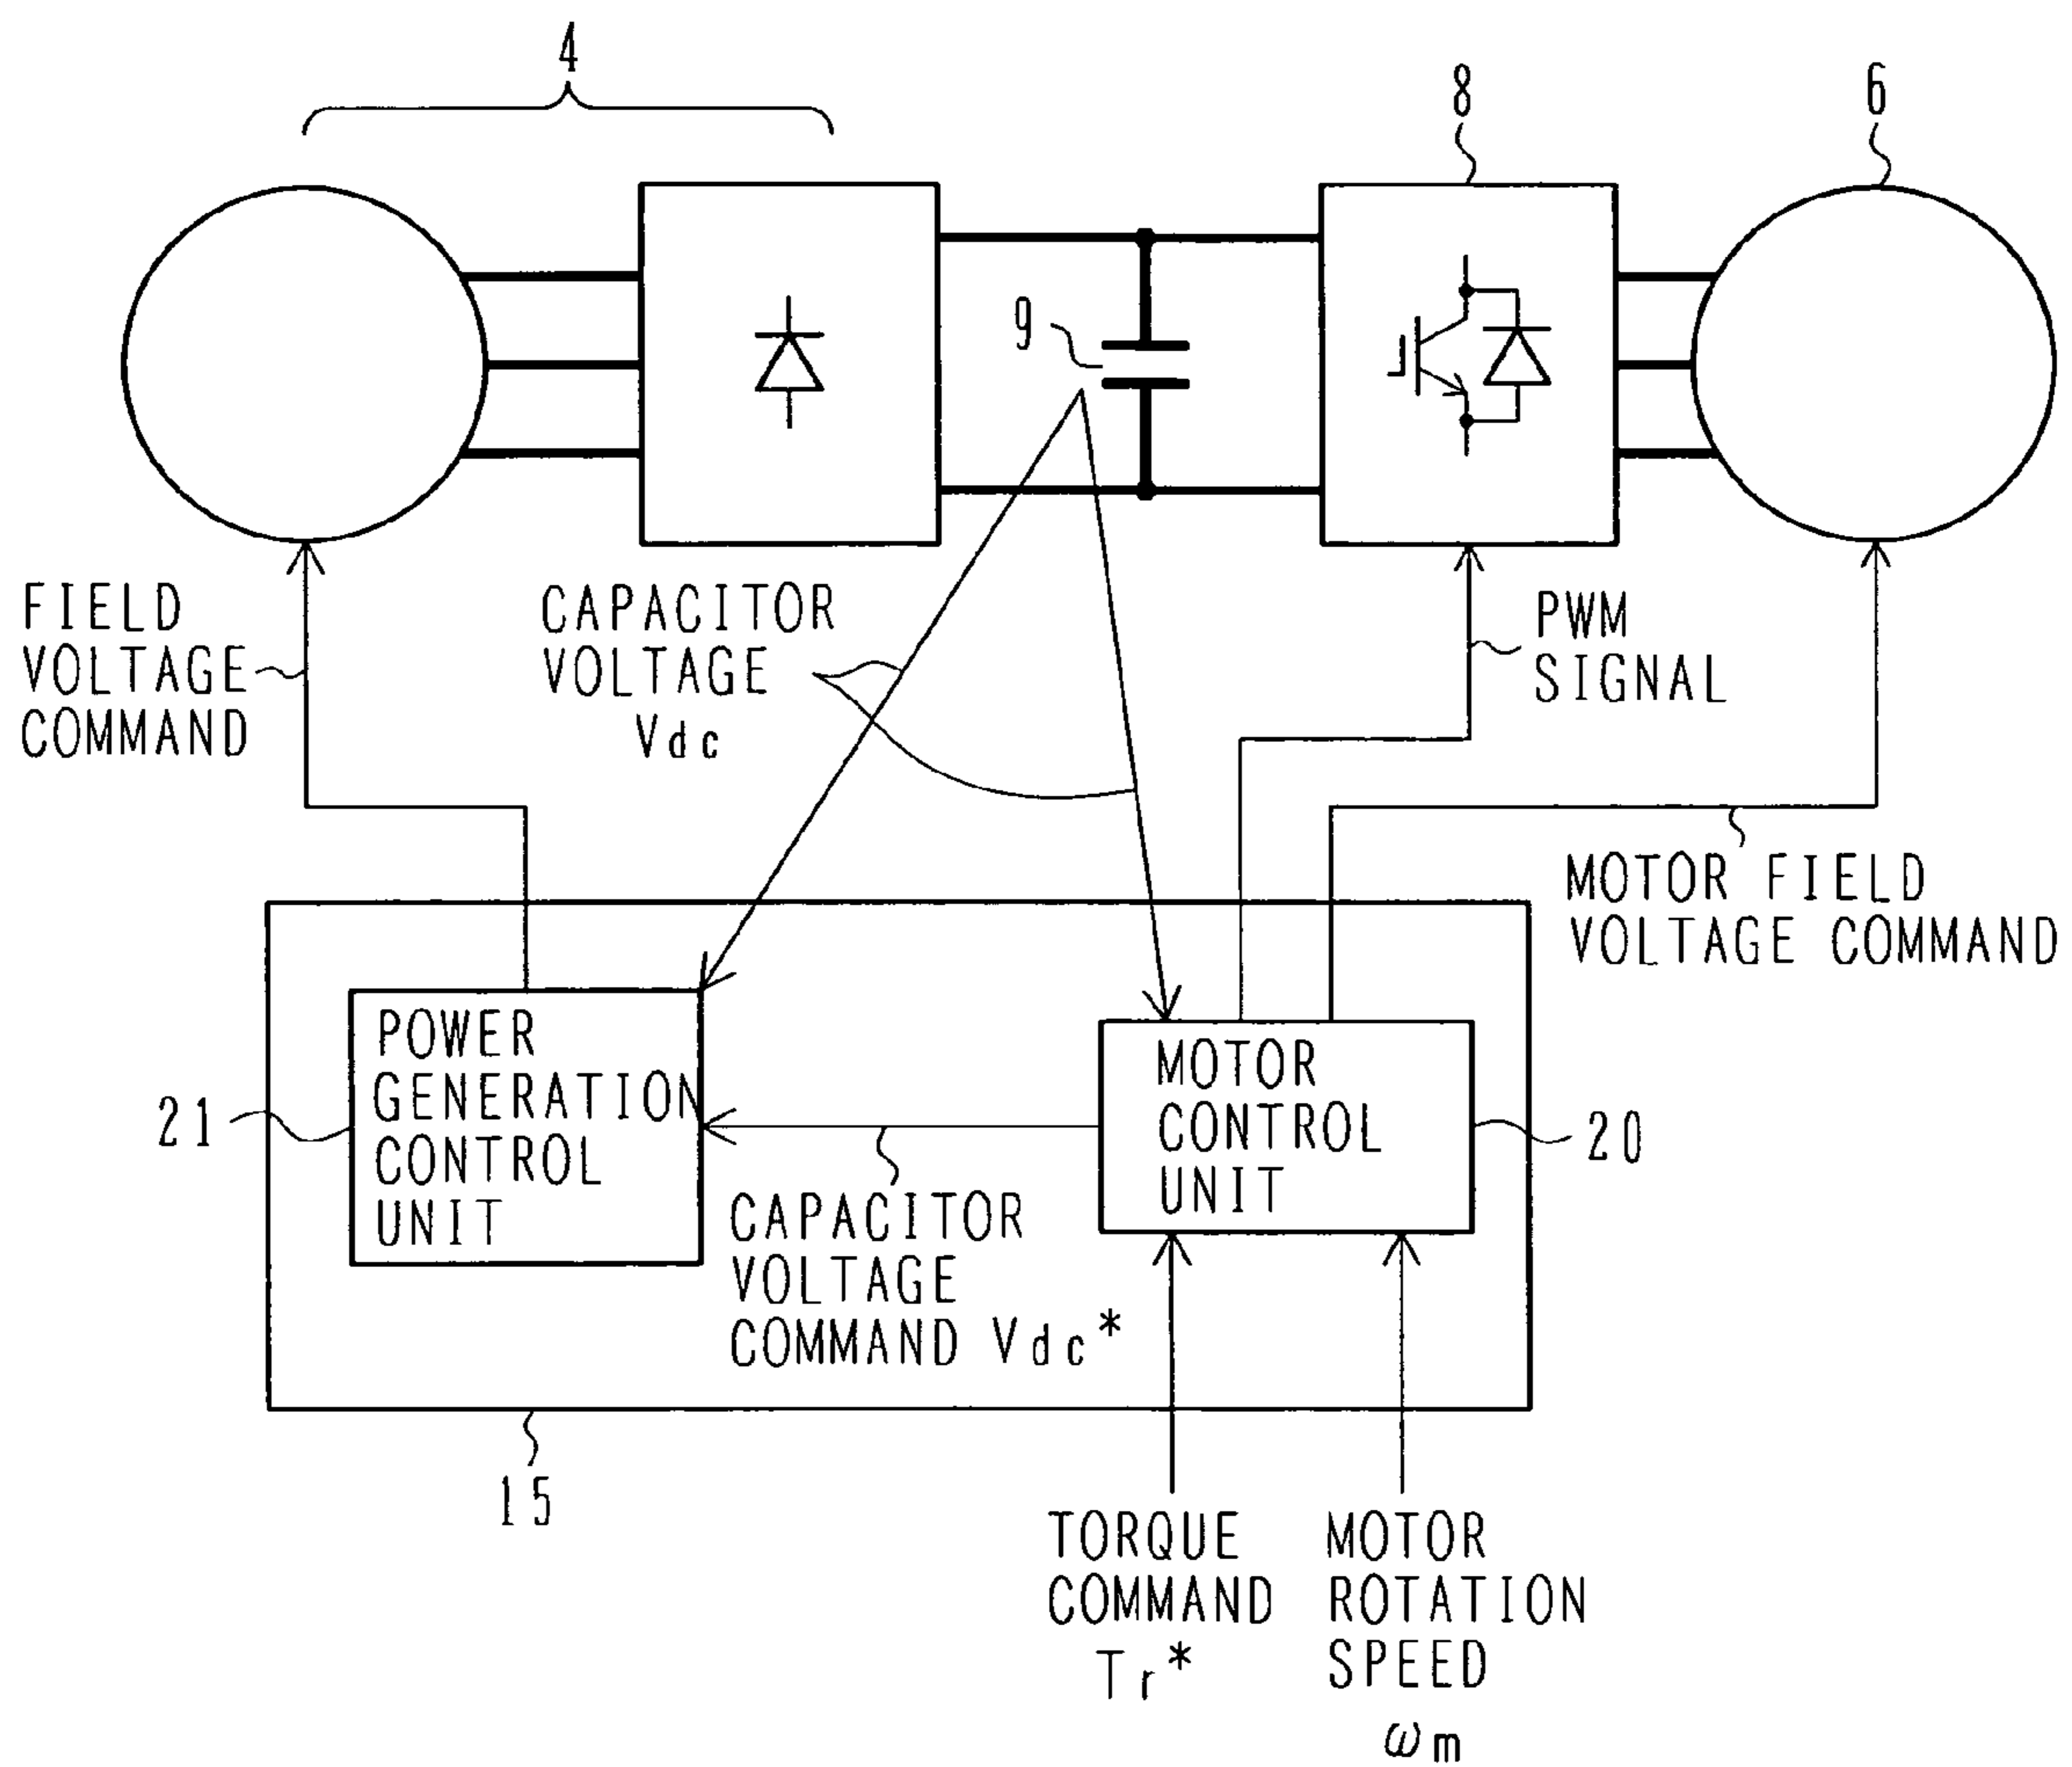 4
8
6
9
FIELD
VOLTAGE
COMMAND
CAPACITOR
VOLTAGE
Vdc
PWM
SIGNAL
MOTOR FIELD
VOLTAGE COMMAND
POWER
GENERATION
CONTROL
UNIT
21
MOTOR
CONTROL
UNIT
20
CAPACITOR
VOLTAGE
COMMAND Vdc*
15
TORQUE
COMMAND
Tr*
MOTOR
ROTATION
SPEED
ωm